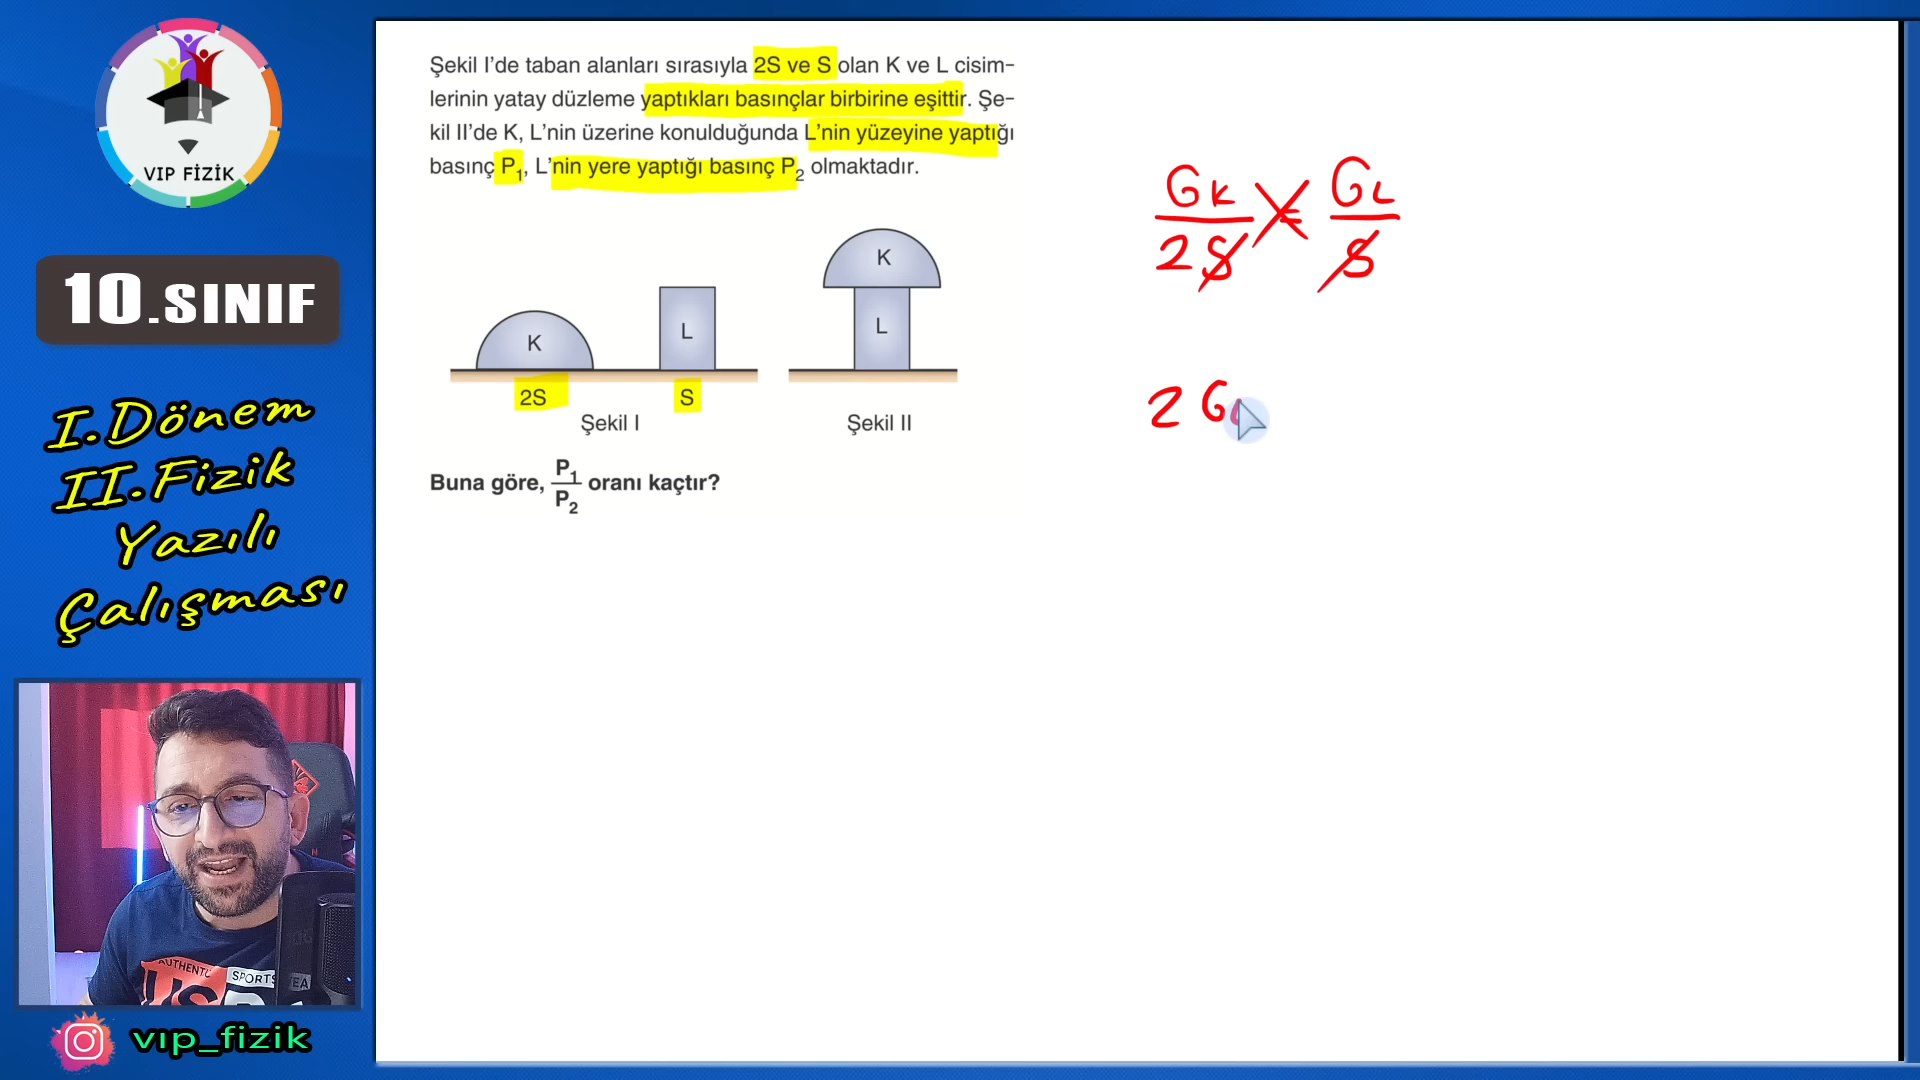 VIP FİZİK
10.SINIF
I.Dönem
II.Fizik
Yazılı
Çalışması
vıp_fizik
Şekil I'de taban alanları sırasıyla 2S ve S olan K ve L cisim-
lerinin yatay düzleme yaptıkları basınçlar birbirine eşittir. Şe-
kil II'de K, L'nin üzerine konulduğunda L'nin yüzeyine yaptığı
basınç P1, L'nin yere yaptığı basınç P2 olmaktadır.
K
L
2S
S
Şekil I
K
L
Şekil II
Buna göre, P1/P2 oranı kaçtır?
GK/2S = GL/S
2 G
AUTHENTIC
SPORTS